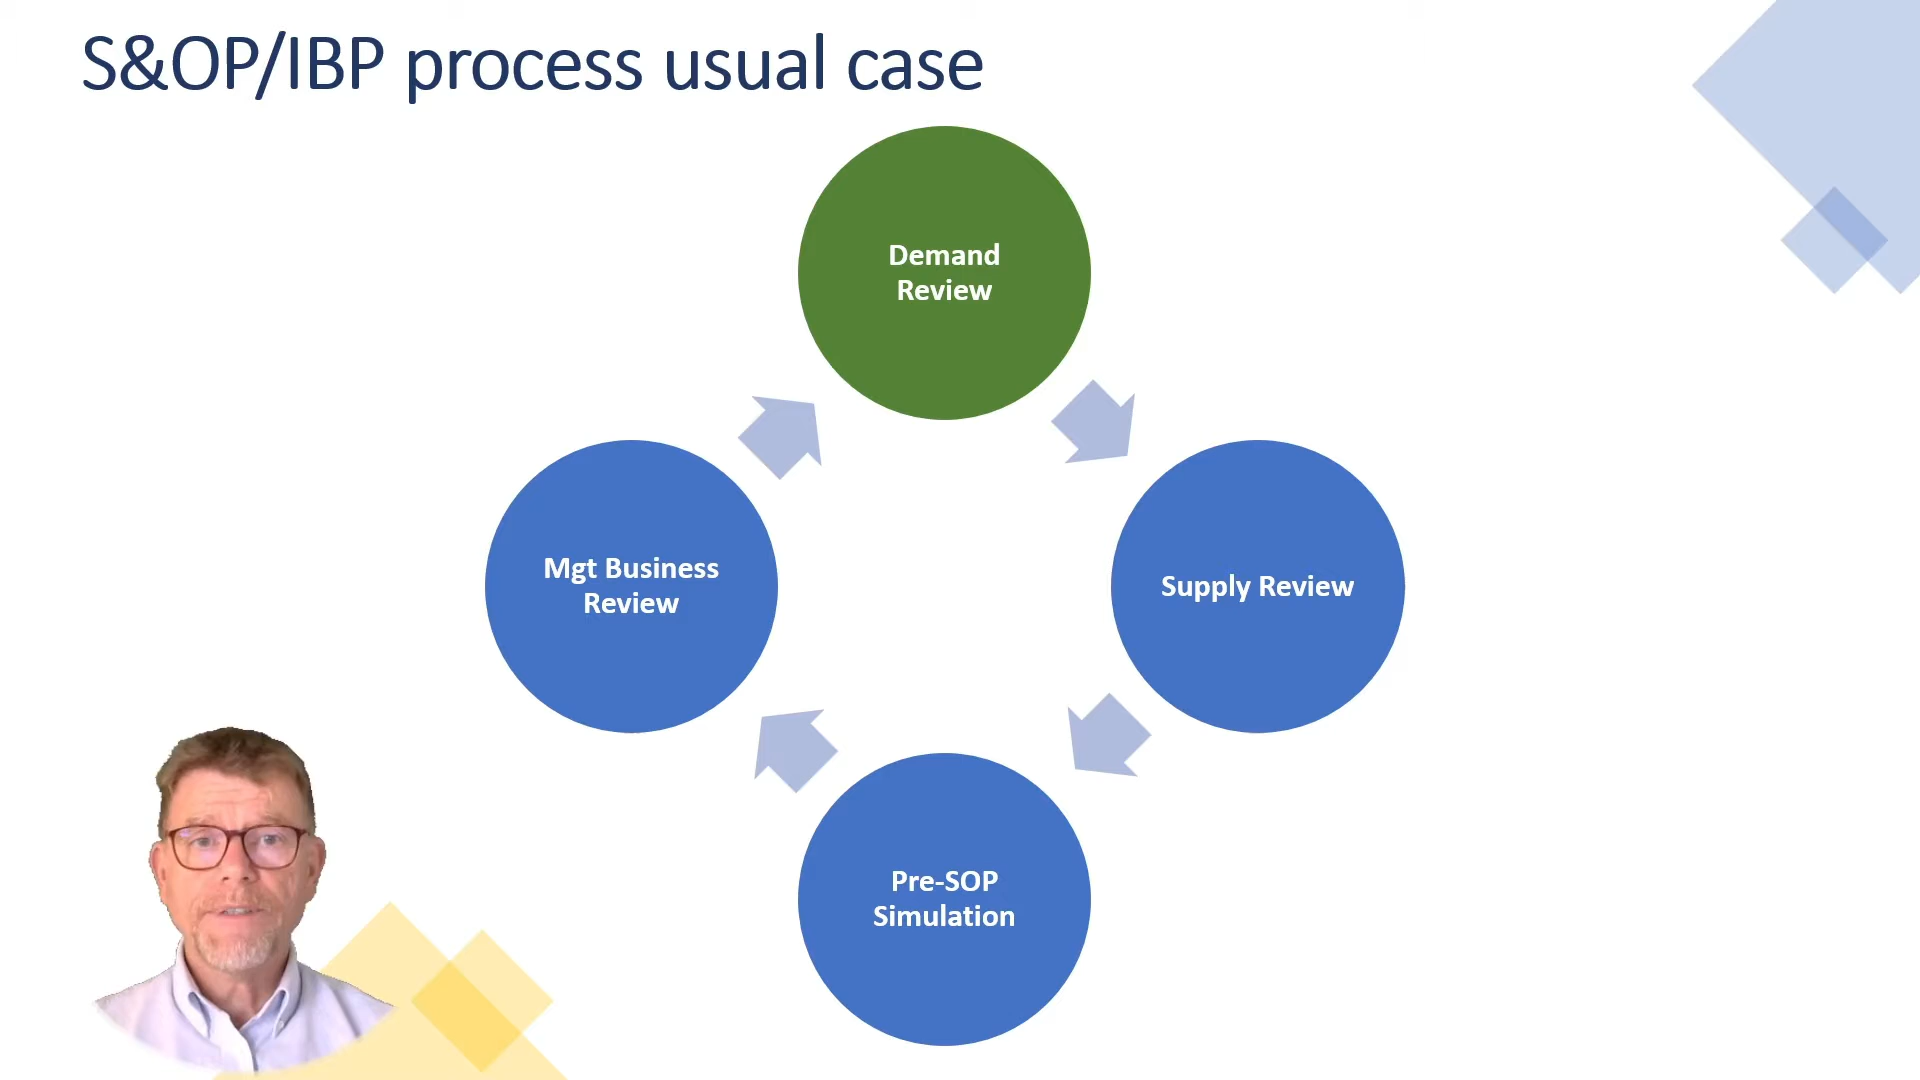 S&OP/IBP process usual case
Demand
Review
Mgt Business
Review
Supply Review
Pre-SOP
Simulation